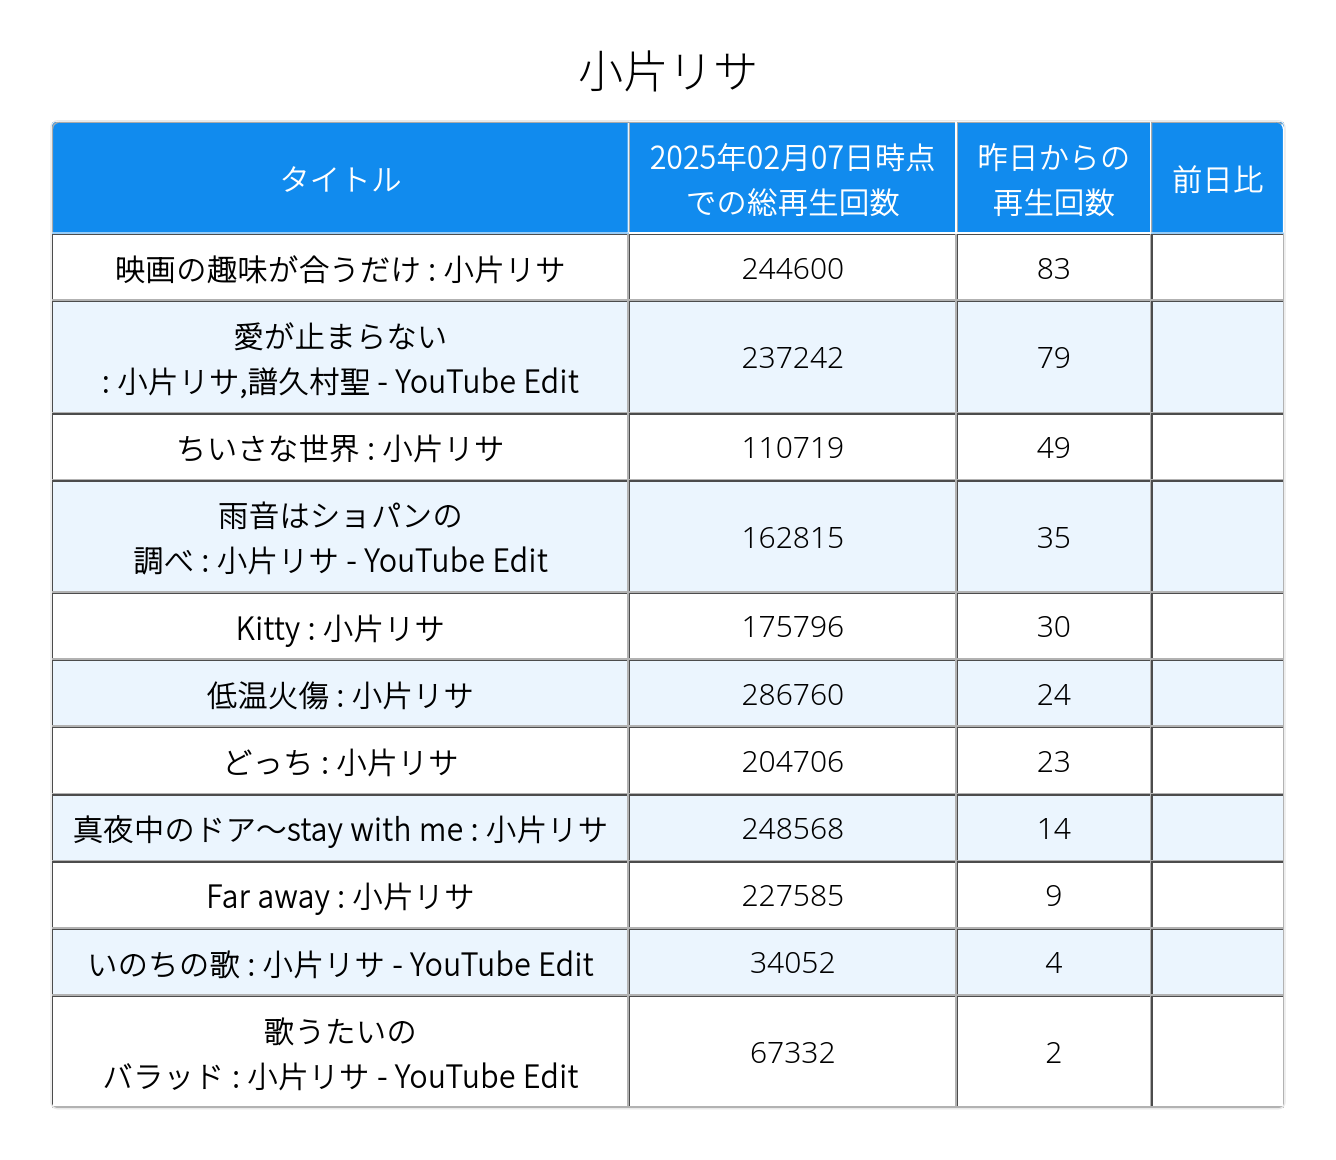 小片リサ
タイトル
2025年02月07日時点
での総再生回数
昨日からの
再生回数
前日比
映画の趣味が合うだけ : 小片リサ
244600
83
愛が止まらない
: 小片リサ,譜久村聖 - YouTube Edit
237242
79
ちいさな世界 : 小片リサ
110719
49
雨音はショパンの
調べ : 小片リサ - YouTube Edit
162815
35
Kitty : 小片リサ
175796
30
低温火傷 : 小片リサ
286760
24
どっち : 小片リサ
204706
23
真夜中のドア〜stay with me : 小片リサ
248568
14
Far away : 小片リサ
227585
9
いのちの歌 : 小片リサ - YouTube Edit
34052
4
歌うたいの
バラッド : 小片リサ - YouTube Edit
67332
2